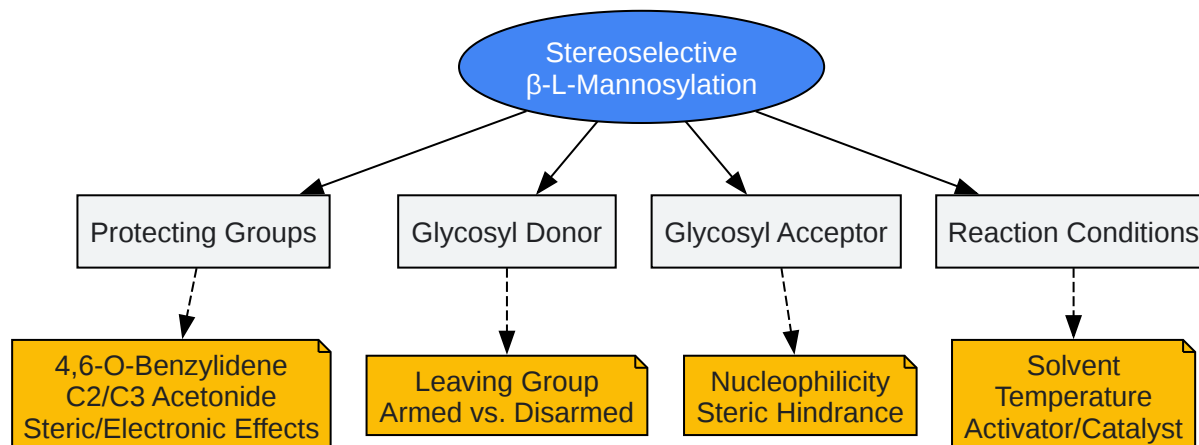 Stereoselective
β-L-Mannosylation
Protecting Groups
Glycosyl Donor
Glycosyl Acceptor
Reaction Conditions
4,6-O-Benzylidene
C2/C3 Acetonide
Steric/Electronic Effects
Leaving Group
Armed vs. Disarmed
Nucleophilicity
Steric Hindrance
Solvent
Temperature
Activator/Catalyst